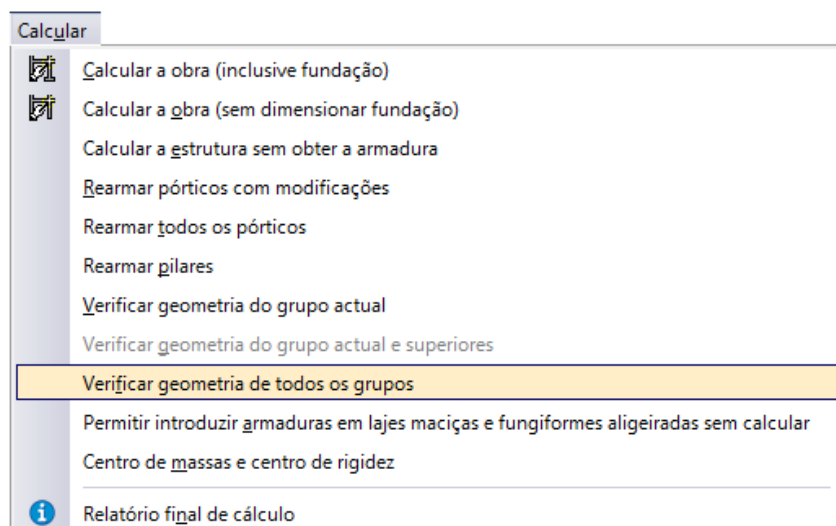 Calcular
Calcular a obra (inclusive fundação)
Calcular a obra (sem dimensionar fundação)
Calcular a estrutura sem obter a armadura
Rearmar pórticos com modificações
Rearmar todos os pórticos
Rearmar pilares
Verificar geometria do grupo actual
Verificar geometria do grupo actual e superiores
Verificar geometria de todos os grupos
Permitir introduzir armaduras em lajes maciças e fungiformes aligeiradas sem calcular
Centro de massas e centro de rigidez
Relatório final de cálculo